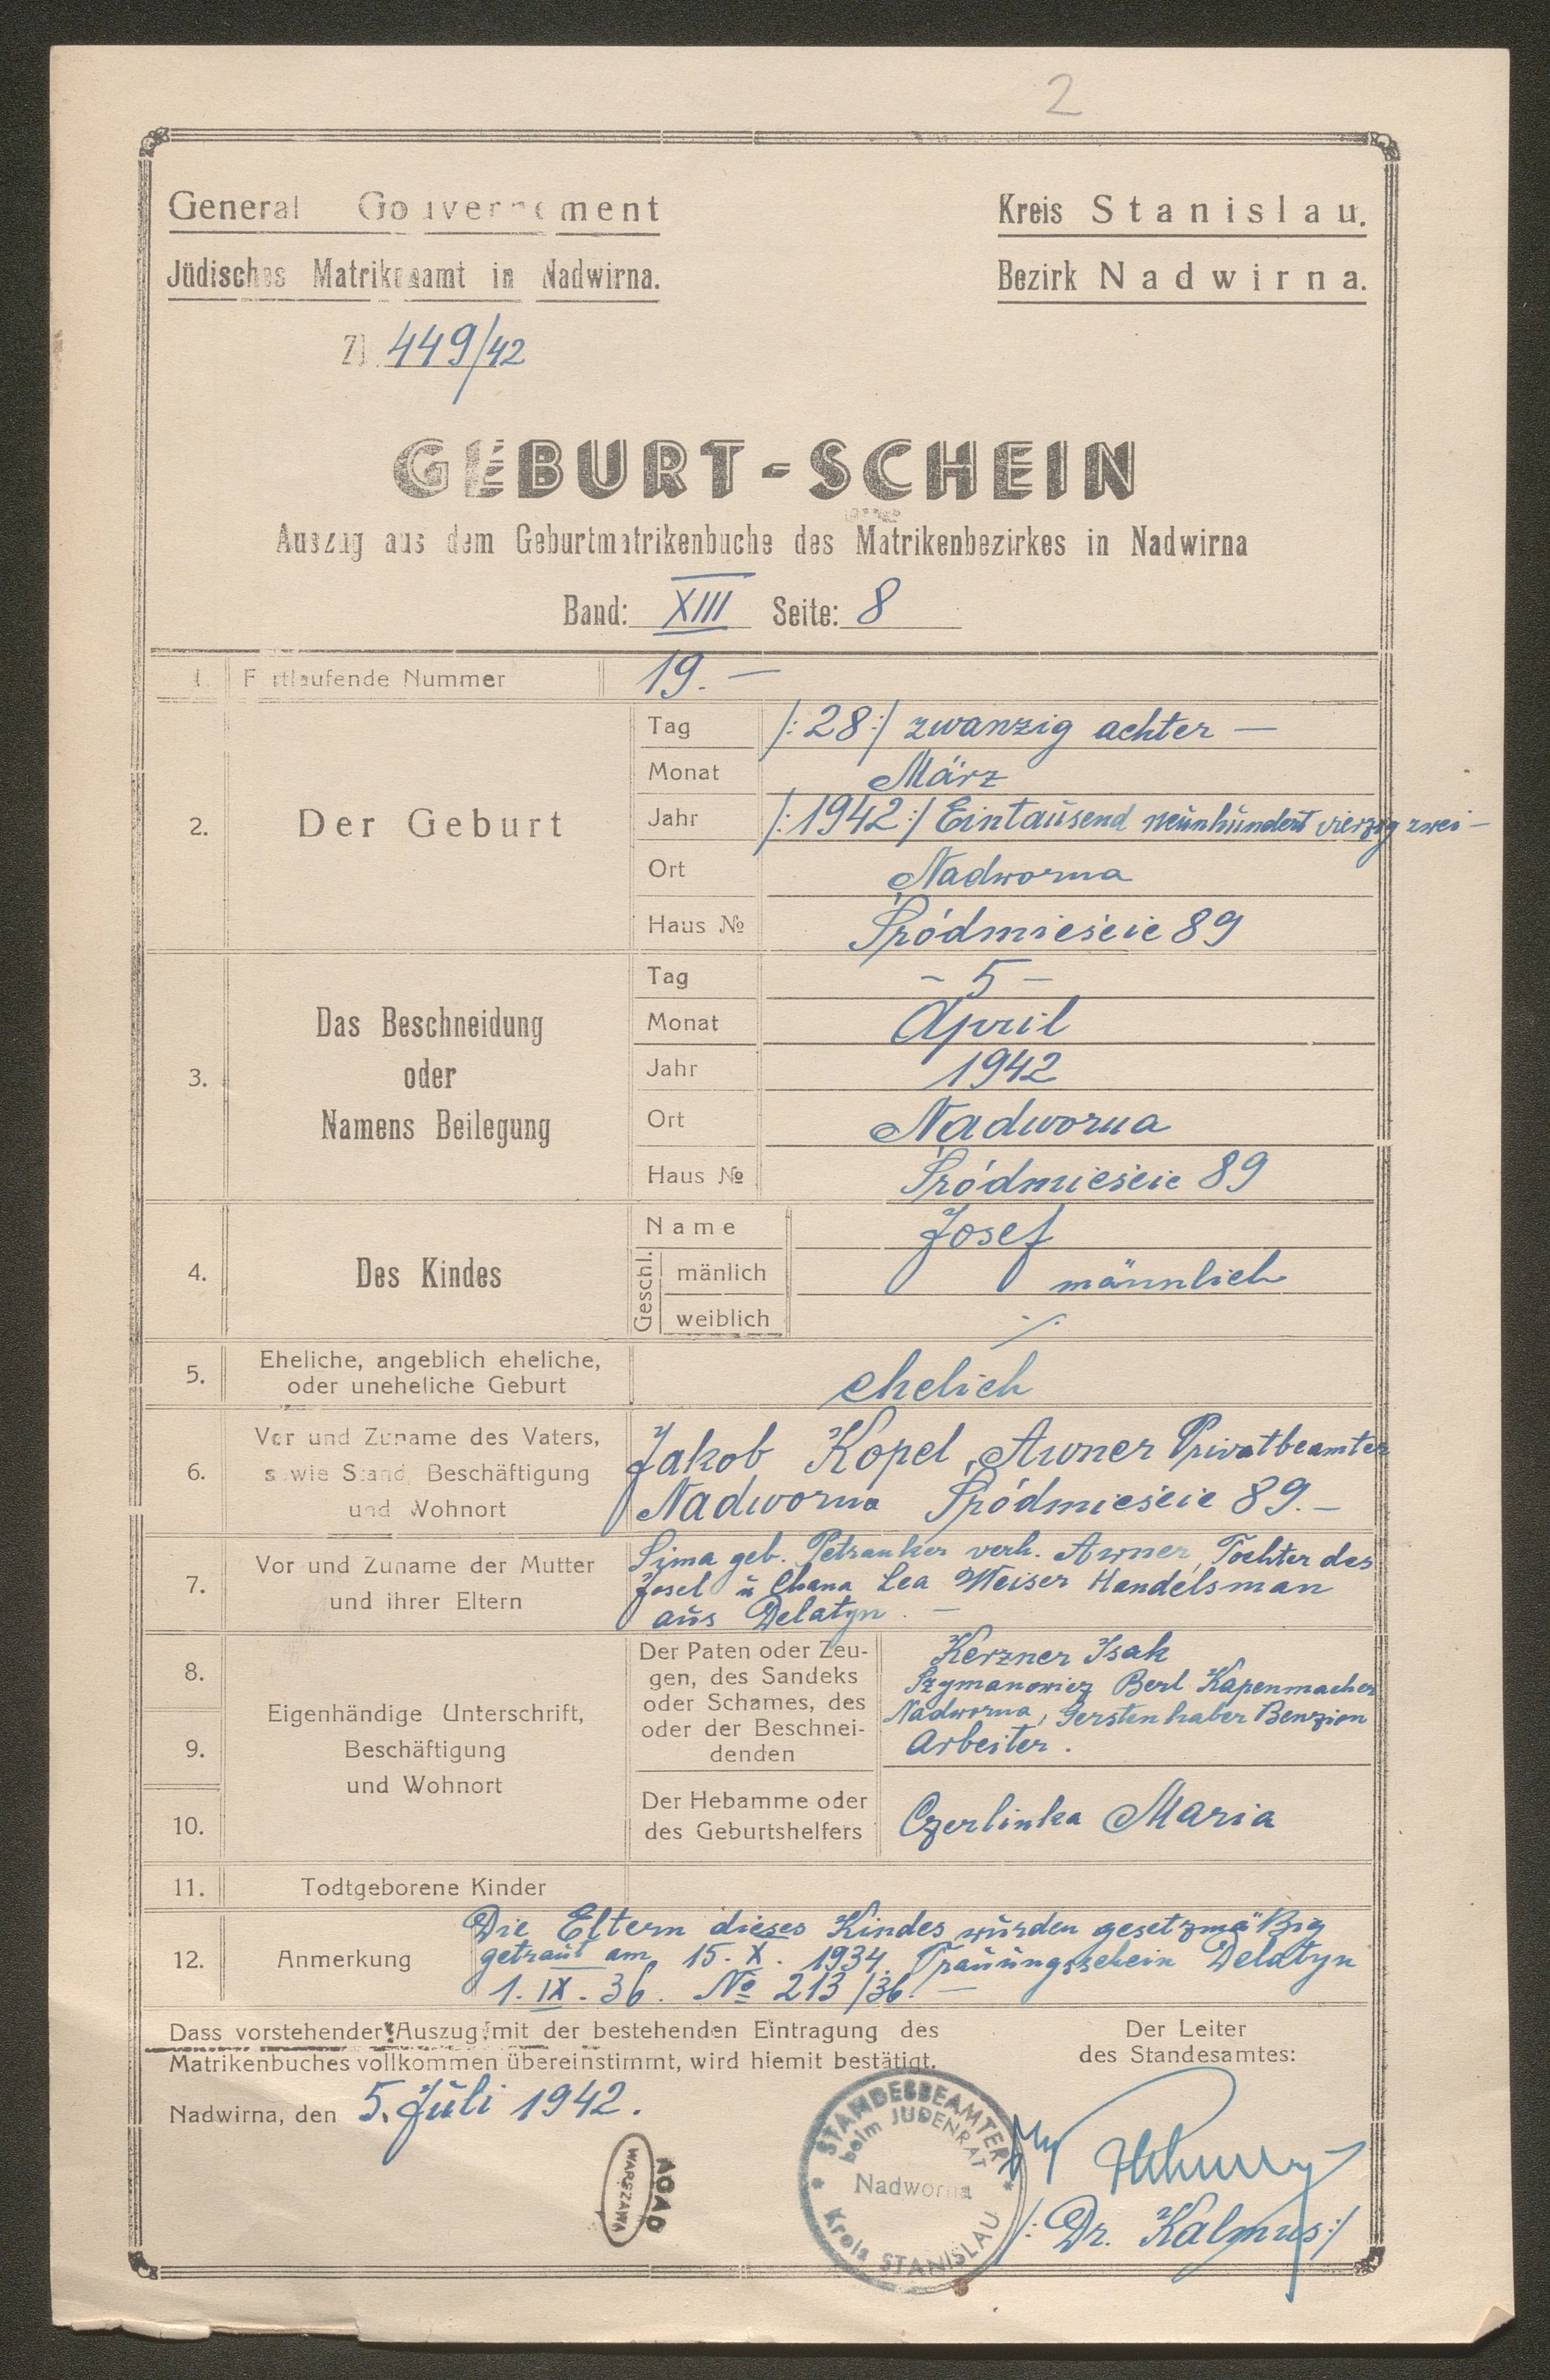 2
General Gouvernement
Kreis Stanislau.
Jüdisches Matrikenamt in Nadwirna.
Bezirk Nadwirna.
Zl. 449/42
GEBURT-SCHEIN
Auszug aus dem Geburtmatrikenbuche des Matrikenbezirkes in Nadwirna
Band: XIII Seite: 8
1. Fortlaufende Nummer 19. —
2. Der Geburt
Tag /:28:/ zwanzig achter —
Monat März
Jahr /:1942:/ Eintausend neunhundert vierzig zwei —
Ort Nadworna
Haus № Śródmieście 89
3. Das Beschneidung
oder
Namens Beilegung
Tag - 5 -
Monat April
Jahr 1942
Ort Nadworna
Haus № Śródmieście 89
4. Des Kindes
Name Josef
Geschl.
mänlich männlich
weiblich ·/·
5. Eheliche, angeblich eheliche,
oder uneheliche Geburt
ehelich
6. Vor und Zuname des Vaters,
sowie Stand, Beschäftigung
und Wohnort
Jakob Kopel, Awner Privatbeamter
Nadworna Śródmieście 89. —
7. Vor und Zuname der Mutter
und ihrer Eltern
Sima geb. Petranker verh. Awner, Tochter des
Josel u Chana Lea Weiser Handelsman
aus Delatyn. —
8.
9.
10.
Eigenhändige Unterschrift,
Beschäftigung
und Wohnort
Der Paten oder Zeu-
gen, des Sandeks
oder Schames, des
oder der Beschnei-
denden
Kerzner Isak
Szymanowicz Berl Kapenmacher
Nadworna, Gerstenhaber Benzion
Arbeiter.
Der Hebamme oder
des Geburtshelfers
Czerlinka Maria
11. Todtgeborene Kinder
12. Anmerkung
Die Eltern dieses Kindes wurden gesetzmäßig
getraut am 15. X. 1934. Trauungsschein Delatyn
1. IX. 36. № 213/36. —
Dass vorstehender Auszug mit der bestehenden Eintragung des
Matrikenbuches vollkommen übereinstimmt, wird hiemit bestätigt.
Der Leiter
des Standesamtes:
Nadwirna, den 5. Juli 1942.
STANDESBEAMTER
beim JUDENRAT
Nadworna
Kreis STANISLAU
AGAD
WARSZAWA
/: Dr. Kalmus:/